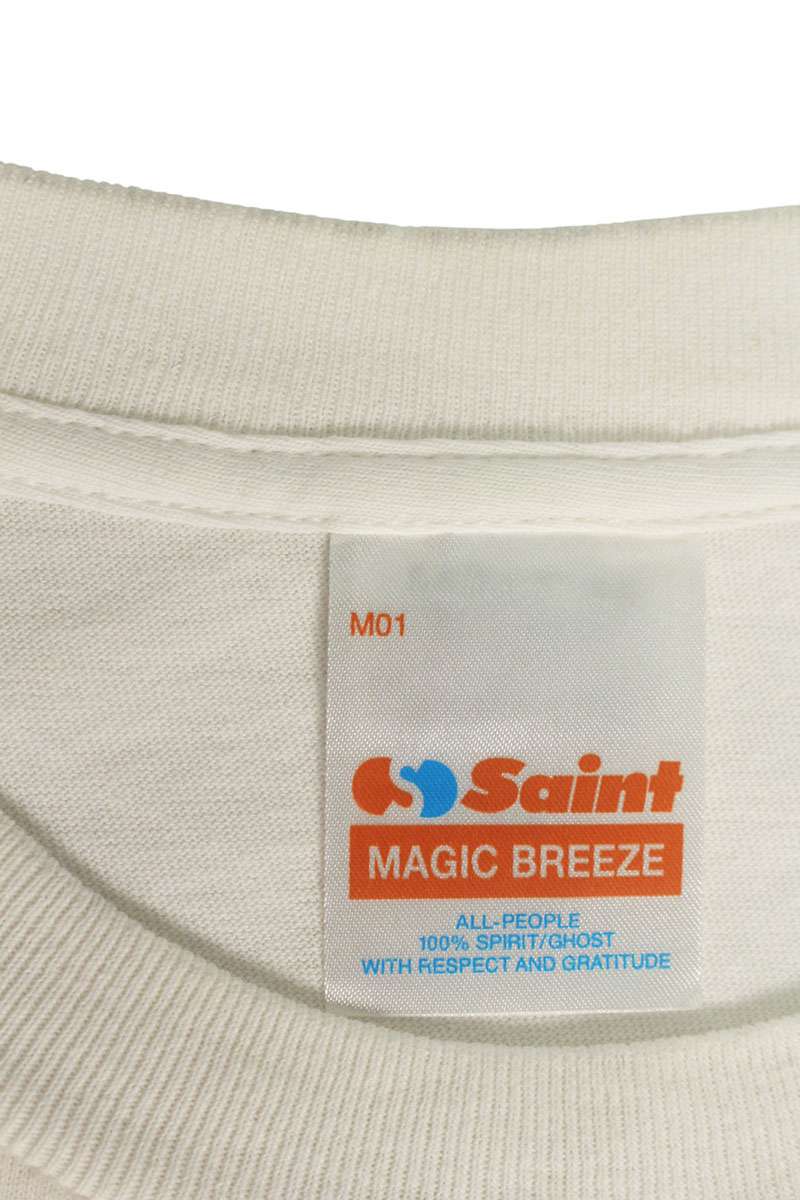 M01
S Saint
MAGIC BREEZE
ALL-PEOPLE
100% SPIRIT/GHOST
WITH RESPECT AND GRATITUDE